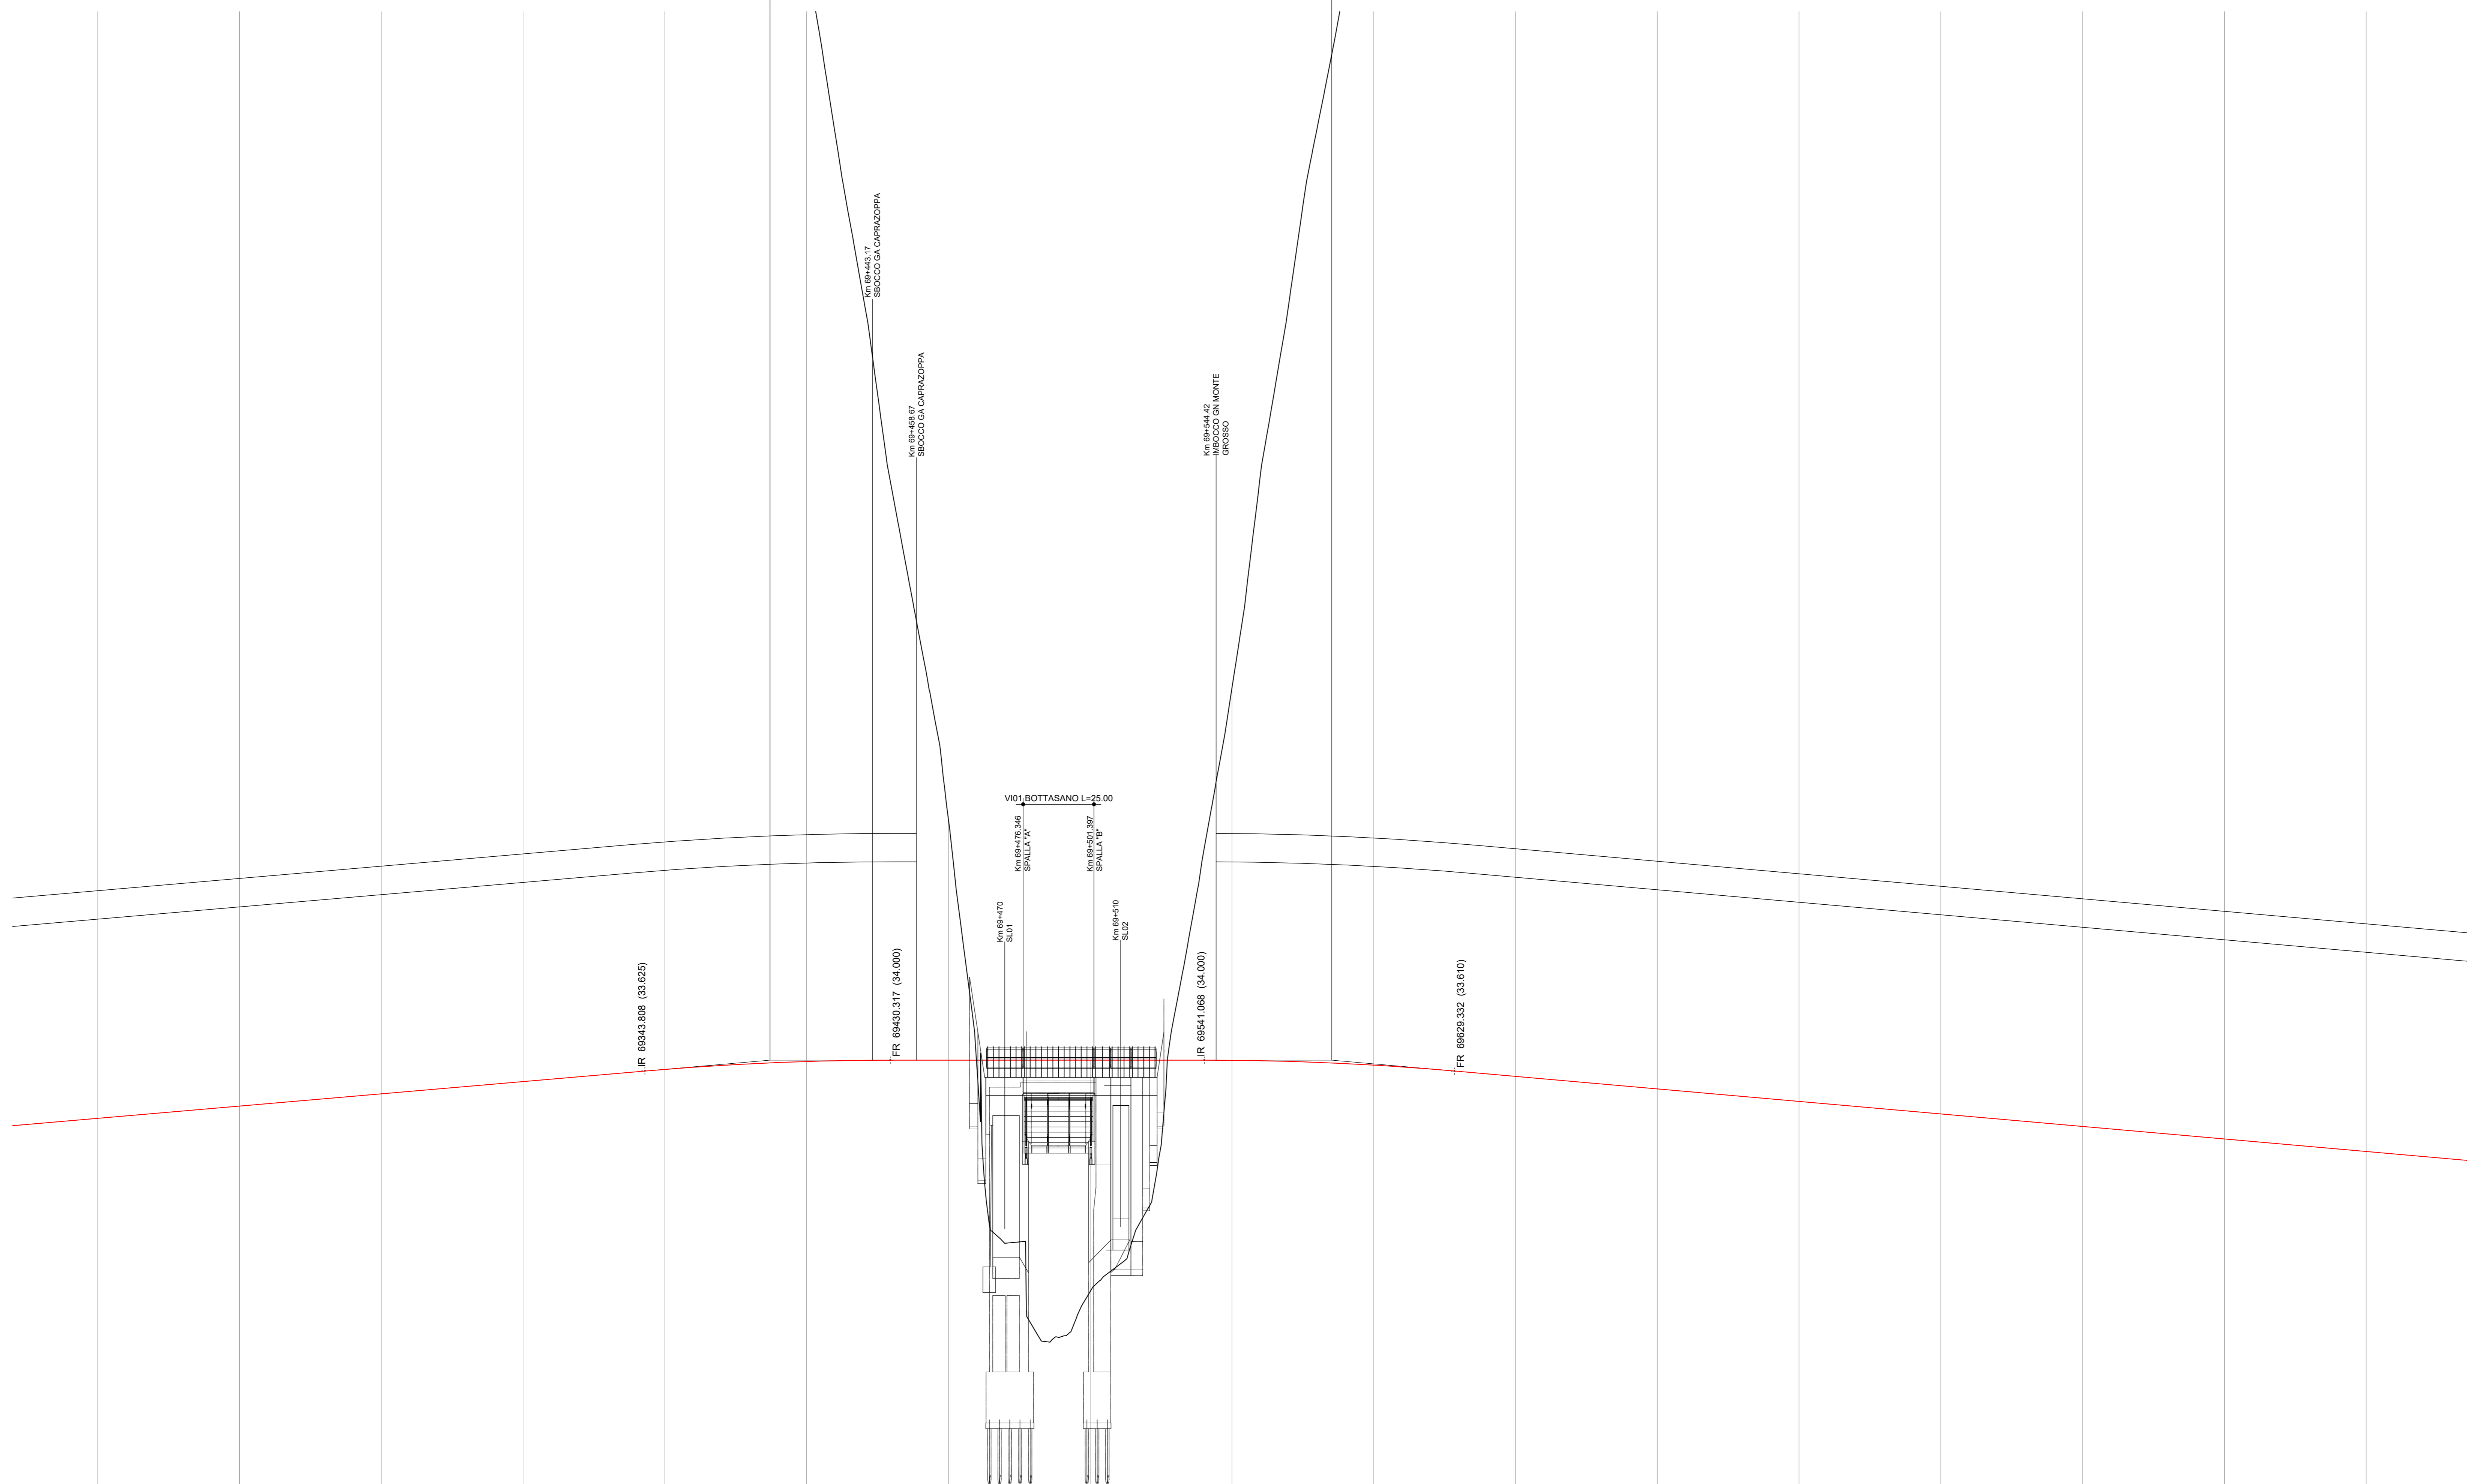 Km 69+443.17
SBOCCO GA CAPRAZOPPA
Km 69+458.67
SBOCCO GA CAPRAZOPPA
Km 69+544.42
IMBOCCO GN MONTE
GROSSO
VI01 BOTTASANO L=25.00
Km 69+476.346
SPALLA "A"
Km 69+501.397
SPALLA "B"
Km 69+470
SL01
Km 69+510
SL02
IR 69343.808 (33.625)
FR 69430.317 (34.000)
IR 69541.068 (34.000)
FR 69629.332 (33.610)